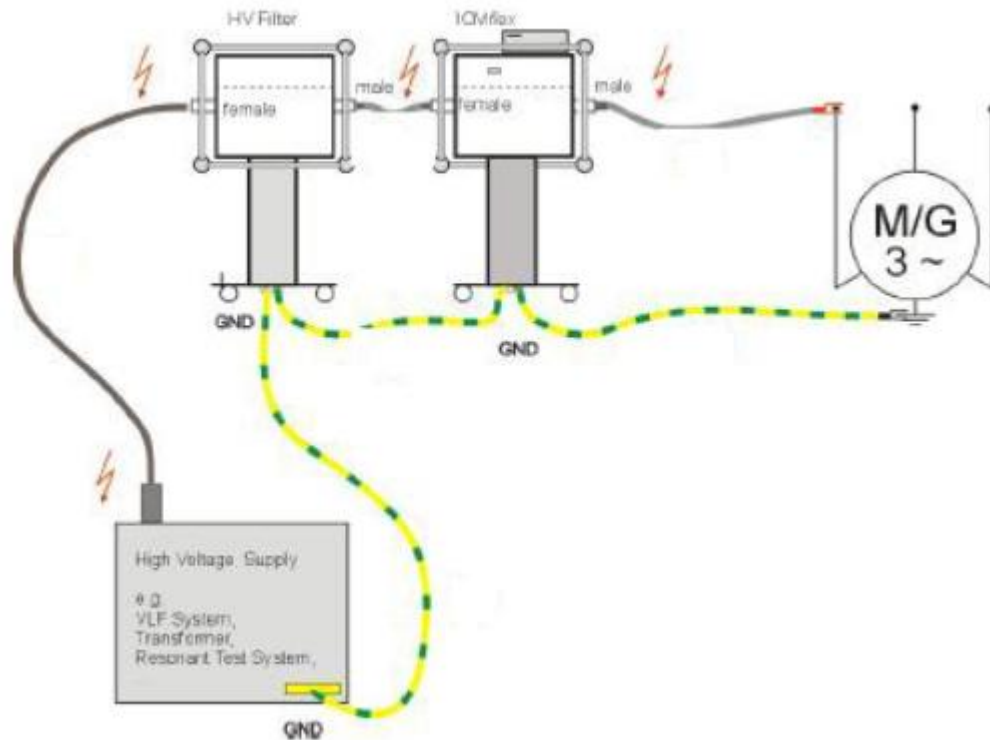 HV Filter
ICMflex
male
male
female
female
M/G
3 ~
GND
GND
High Voltage Supply
e.g
VLF System,
Transformer,
Resonant Test System,
GND